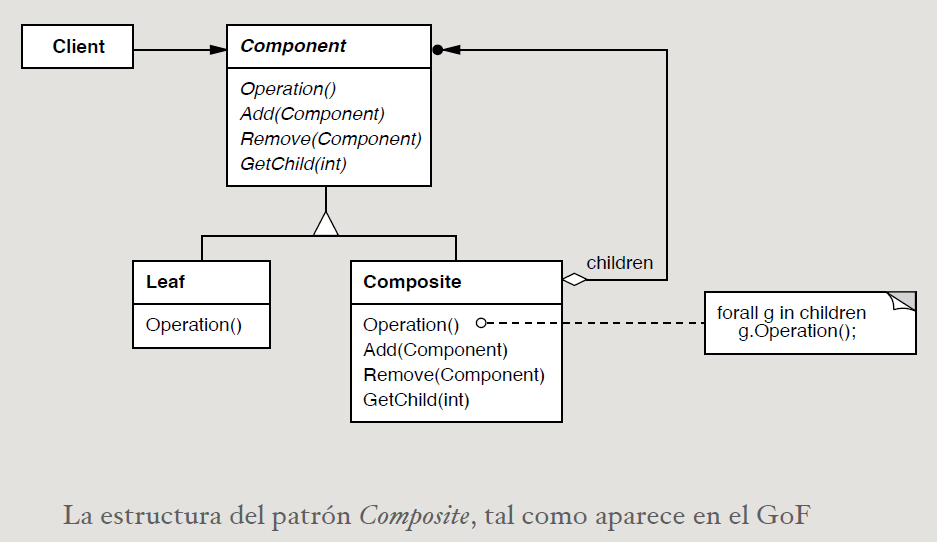 Client
Component
Operation()
Add(Component)
Remove(Component)
GetChild(int)
children
Leaf
Operation()
Composite
Operation()
Add(Component)
Remove(Component)
GetChild(int)
forall g in children
g.Operation();
La estructura del patrón Composite, tal como aparece en el GoF